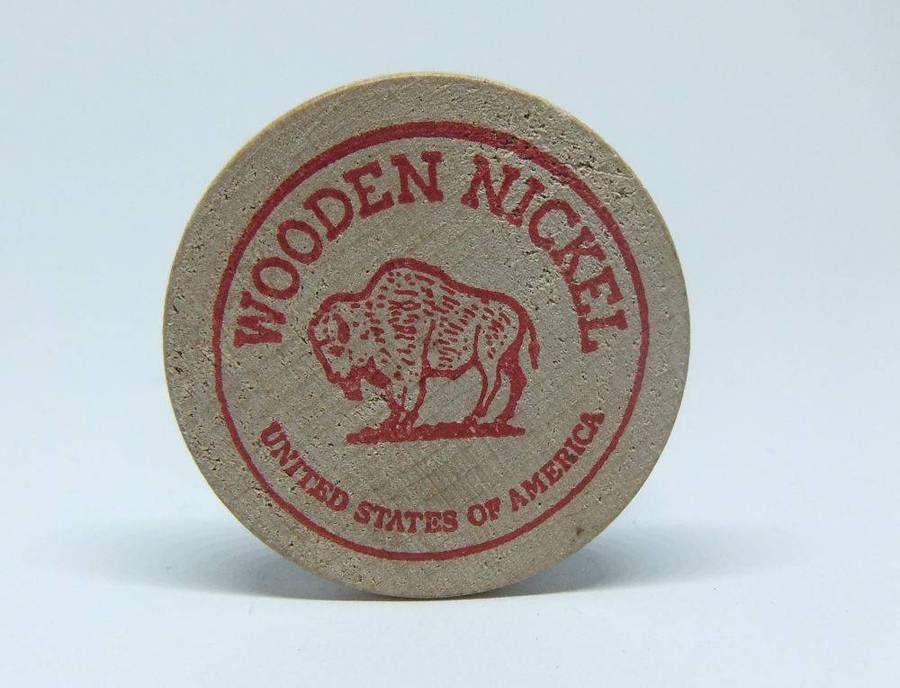 WOODEN NICKEL
UNITED STATES OF AMERICA